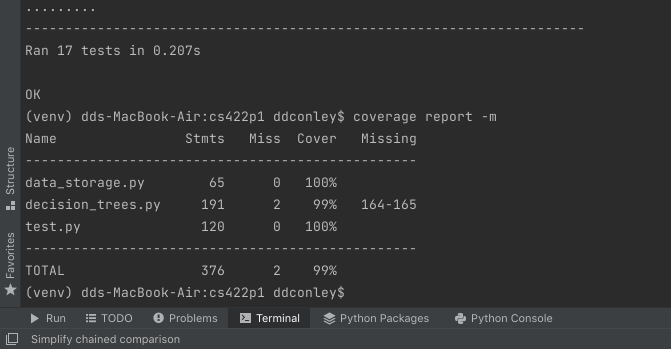 .........
----------------------------------------------------------------------
Ran 17 tests in 0.207s
OK
(venv) dds-MacBook-Air:cs422p1 ddconley$ coverage report -m
Name                Stmts   Miss  Cover   Missing
-------------------------------------------------
data_storage.py        65      0   100%
decision_trees.py     191      2    99%   164-165
test.py               120      0   100%
-------------------------------------------------
TOTAL                 376      2    99%
(venv) dds-MacBook-Air:cs422p1 ddconley$
Structure
Favorites
Run TODO Problems Terminal Python Packages Python Console
Simplify chained comparison